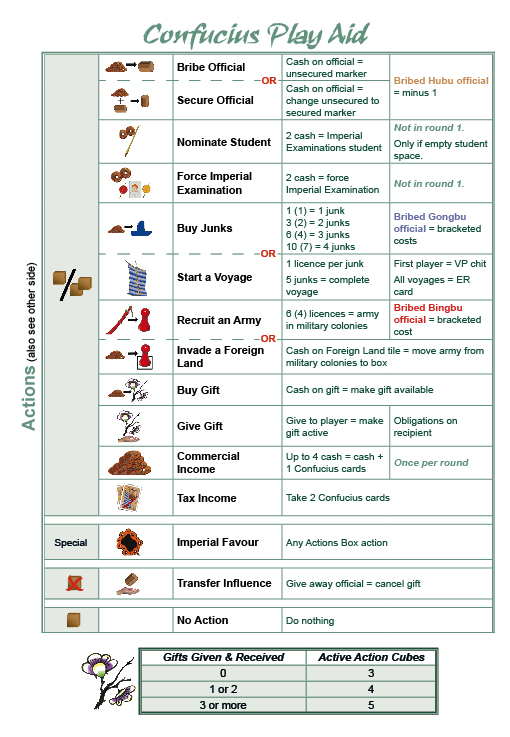 Confucius Play Aid
Actions (also see other side)
Bribe Official
Cash on official =
unsecured marker
OR
Bribed Hubu official
= minus 1
Secure Official
Cash on official =
change unsecured to
secured marker
Nominate Student
2 cash = Imperial
Examinations student
Not in round 1.
Only if empty student
space.
Force Imperial
Examination
2 cash = force
Imperial Examination
Not in round 1.
Buy Junks
1 (1) = 1 junk
3 (2) = 2 junks
6 (4) = 3 junks
10 (7) = 4 junks
Bribed Gongbu
official = bracketed
costs
OR
Start a Voyage
1 licence per junk
5 junks = complete
voyage
First player = VP chit
All voyages = ER
card
Recruit an Army
6 (4) licences = army
in military colonies
Bribed Bingbu
official = bracketed
cost
OR
Invade a Foreign
Land
Cash on Foreign Land tile = move army from
military colonies to box
Buy Gift
Cash on gift = make gift available
Give Gift
Give to player = make
gift active
Obligations on
recipient
Commercial
Income
Up to 4 cash = cash +
1 Confucius cards
Once per round
Tax Income
Take 2 Confucius cards
Special
Imperial Favour
Any Actions Box action
Transfer Influence
Give away official = cancel gift
No Action
Do nothing
Gifts Given & Received
Active Action Cubes
0
3
1 or 2
4
3 or more
5